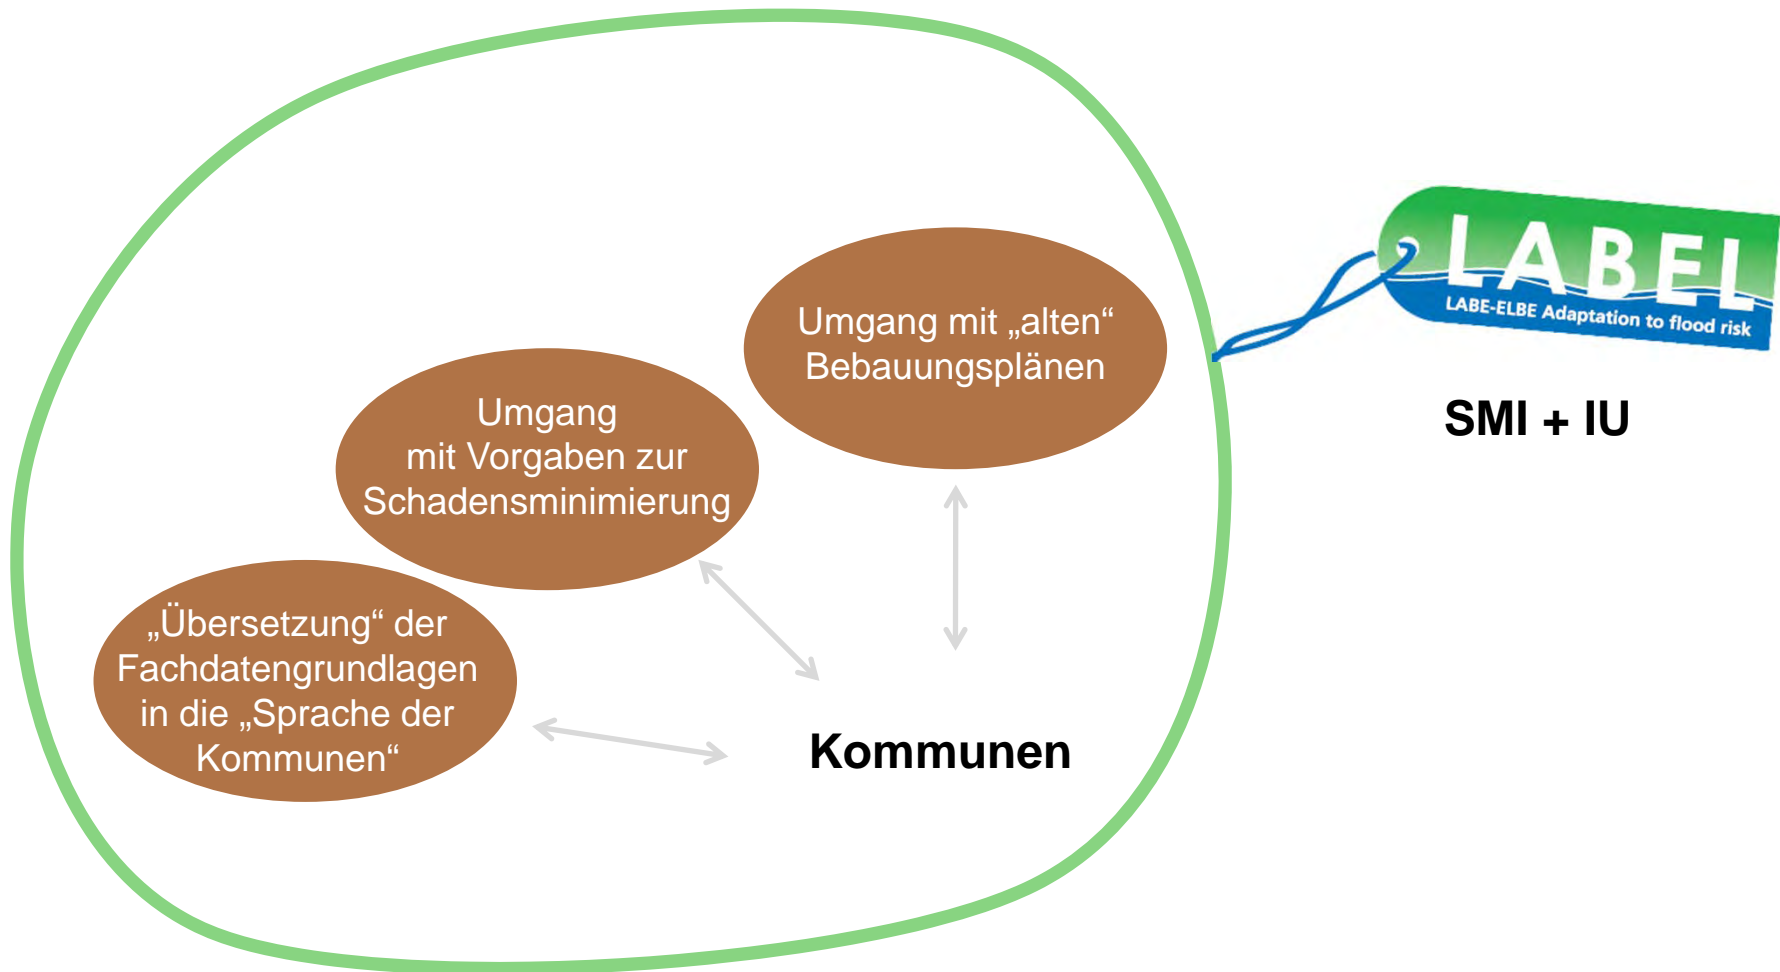 Umgang mit „alten“
Bebauungsplänen
Umgang
mit Vorgaben zur
Schadensminimierung
„Übersetzung“ der
Fachdatengrundlagen
in die „Sprache der
Kommunen“
Kommunen
LABEL
LABE-ELBE Adaptation to flood risk
SMI + IU